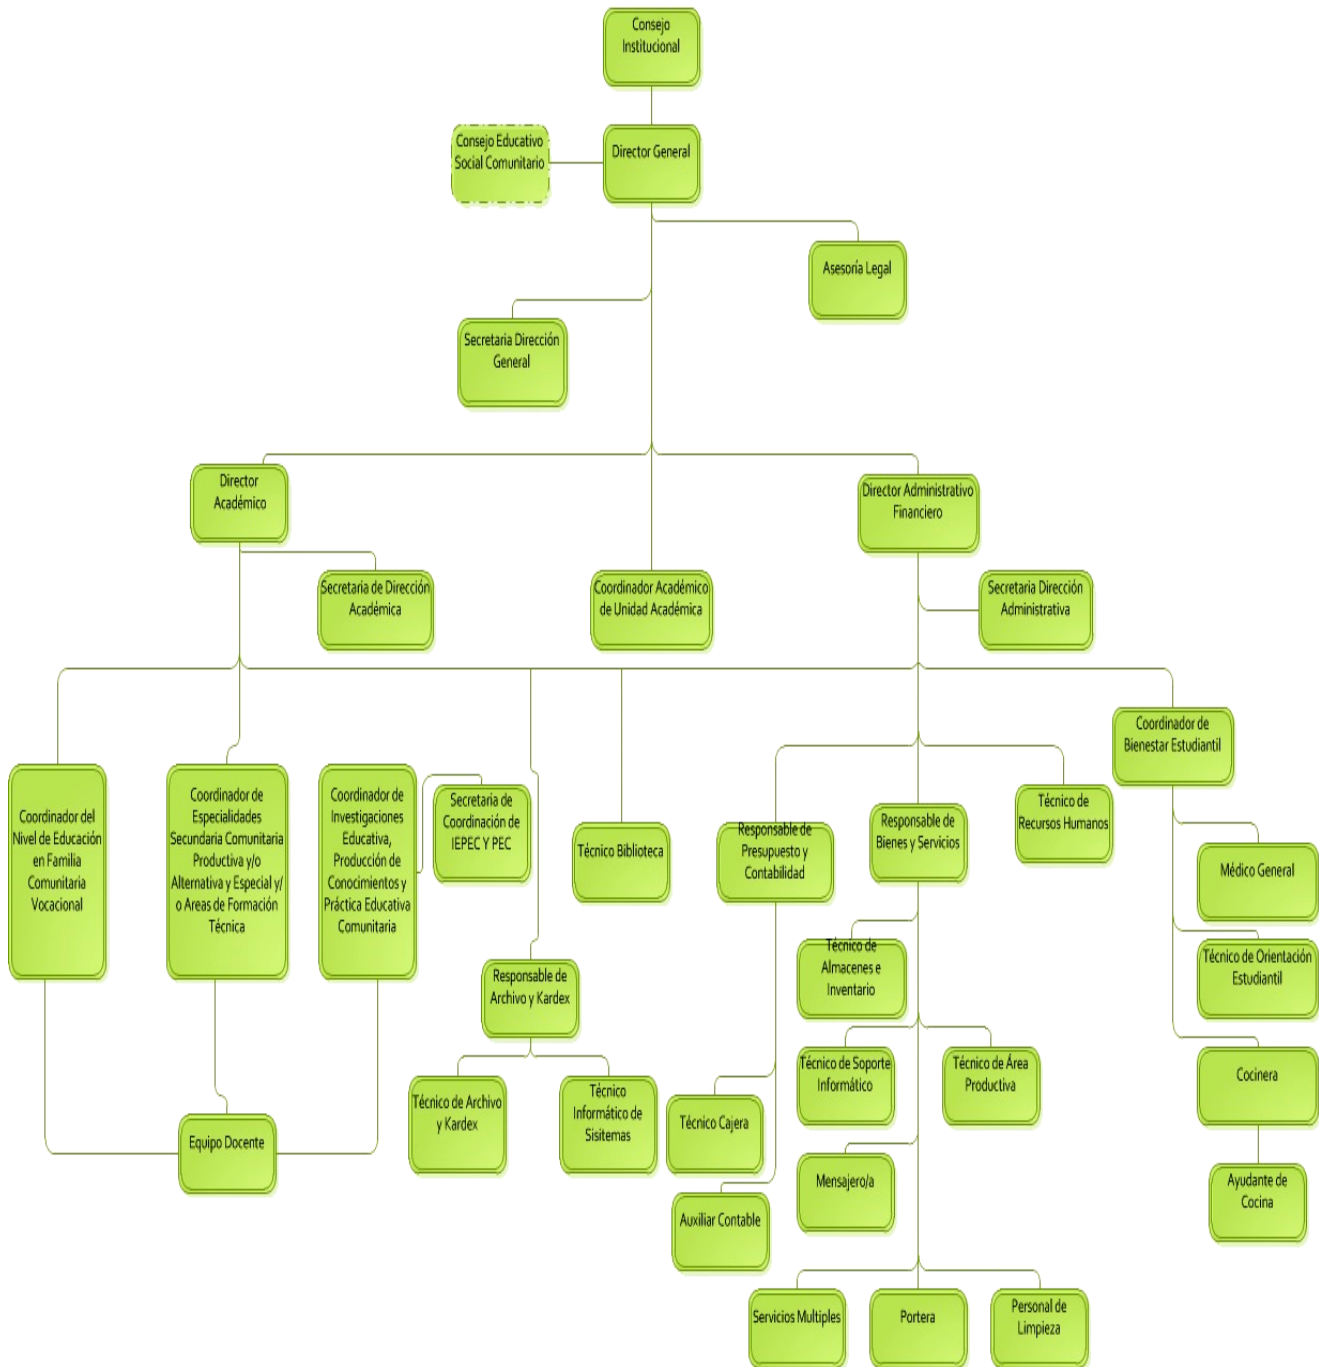 Consejo
Institucional
Consejo Educativo
Social Comunitario
Director General
Asesoría Legal
Secretaria Dirección
General
Director
Académico
Director Administrativo
Financiero
Secretaria de Dirección
Académica
Coordinador Académico
de Unidad Académica
Secretaria Dirección
Administrativa
Coordinador de
Bienestar Estudiantil
Coordinador del
Nivel de Educación
en Familia
Comunitaria
Vocacional
Coordinador de
Especialidades
Secundaria Comunitaria
Productiva y/o
Alternativa y Especial y/
o Areas de Formación
Técnica
Coordinador de
Investigaciones
Educativa,
Producción de
Conocimientos y
Práctica Educativa
Comunitaria
Secretaria de
Coordinación de
IEPEC Y PEC
Técnico Biblioteca
Responsable de
Presupuesto y
Contabilidad
Responsable de
Bienes y Servicios
Técnico de
Recursos Humanos
Médico General
Técnico de Orientación
Estudiantil
Técnico de
Almacenes e
Inventario
Responsable de
Archivo y Kardex
Técnico de Soporte
Informático
Técnico de Área
Productiva
Cocinera
Técnico de Archivo
y Kardex
Técnico
Informático de
Sisitemas
Técnico Cajera
Equipo Docente
Mensajero/a
Ayudante de
Cocina
Auxiliar Contable
Servicios Multiples
Portera
Personal de
Limpieza